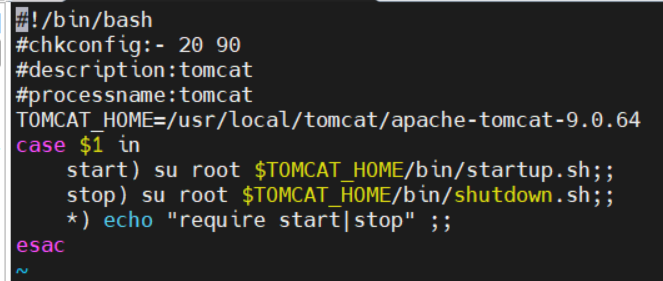 #!/bin/bash
#chkconfig:- 20 90
#description:tomcat
#processname:tomcat
TOMCAT_HOME=/usr/local/tomcat/apache-tomcat-9.0.64
case $1 in
    start) su root $TOMCAT_HOME/bin/startup.sh;;
    stop) su root $TOMCAT_HOME/bin/shutdown.sh;;
    *) echo "require start|stop" ;;
esac
~